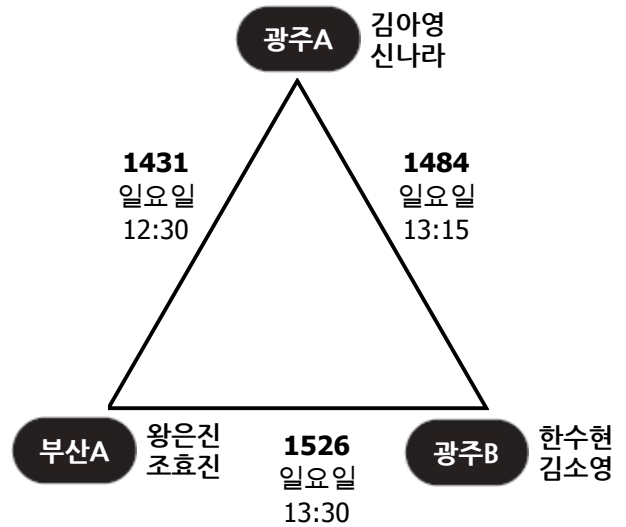 광주A
김아영
신나라
1431
일요일
12:30
1484
일요일
13:15
부산A
왕은진
조효진
1526
일요일
13:30
광주B
한수현
김소영